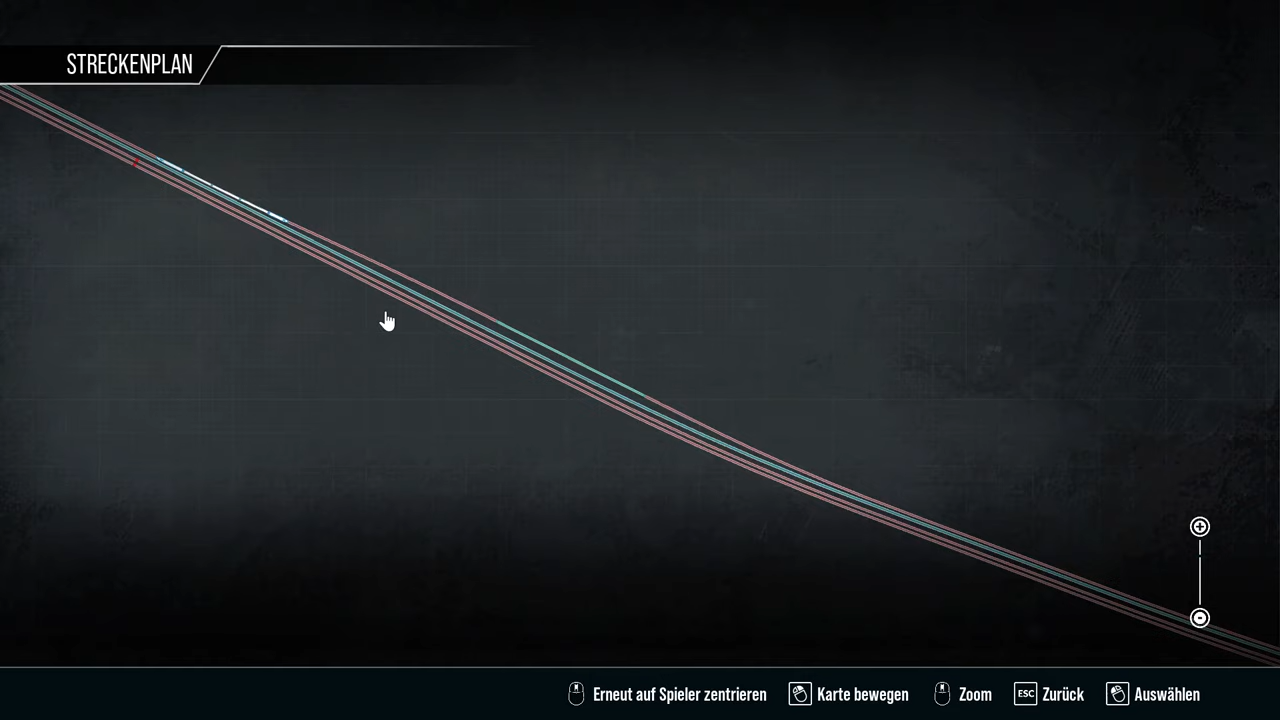 STRECKENPLAN
Erneut auf Spieler zentrieren
Karte bewegen
Zoom
ESC Zurück
Auswählen